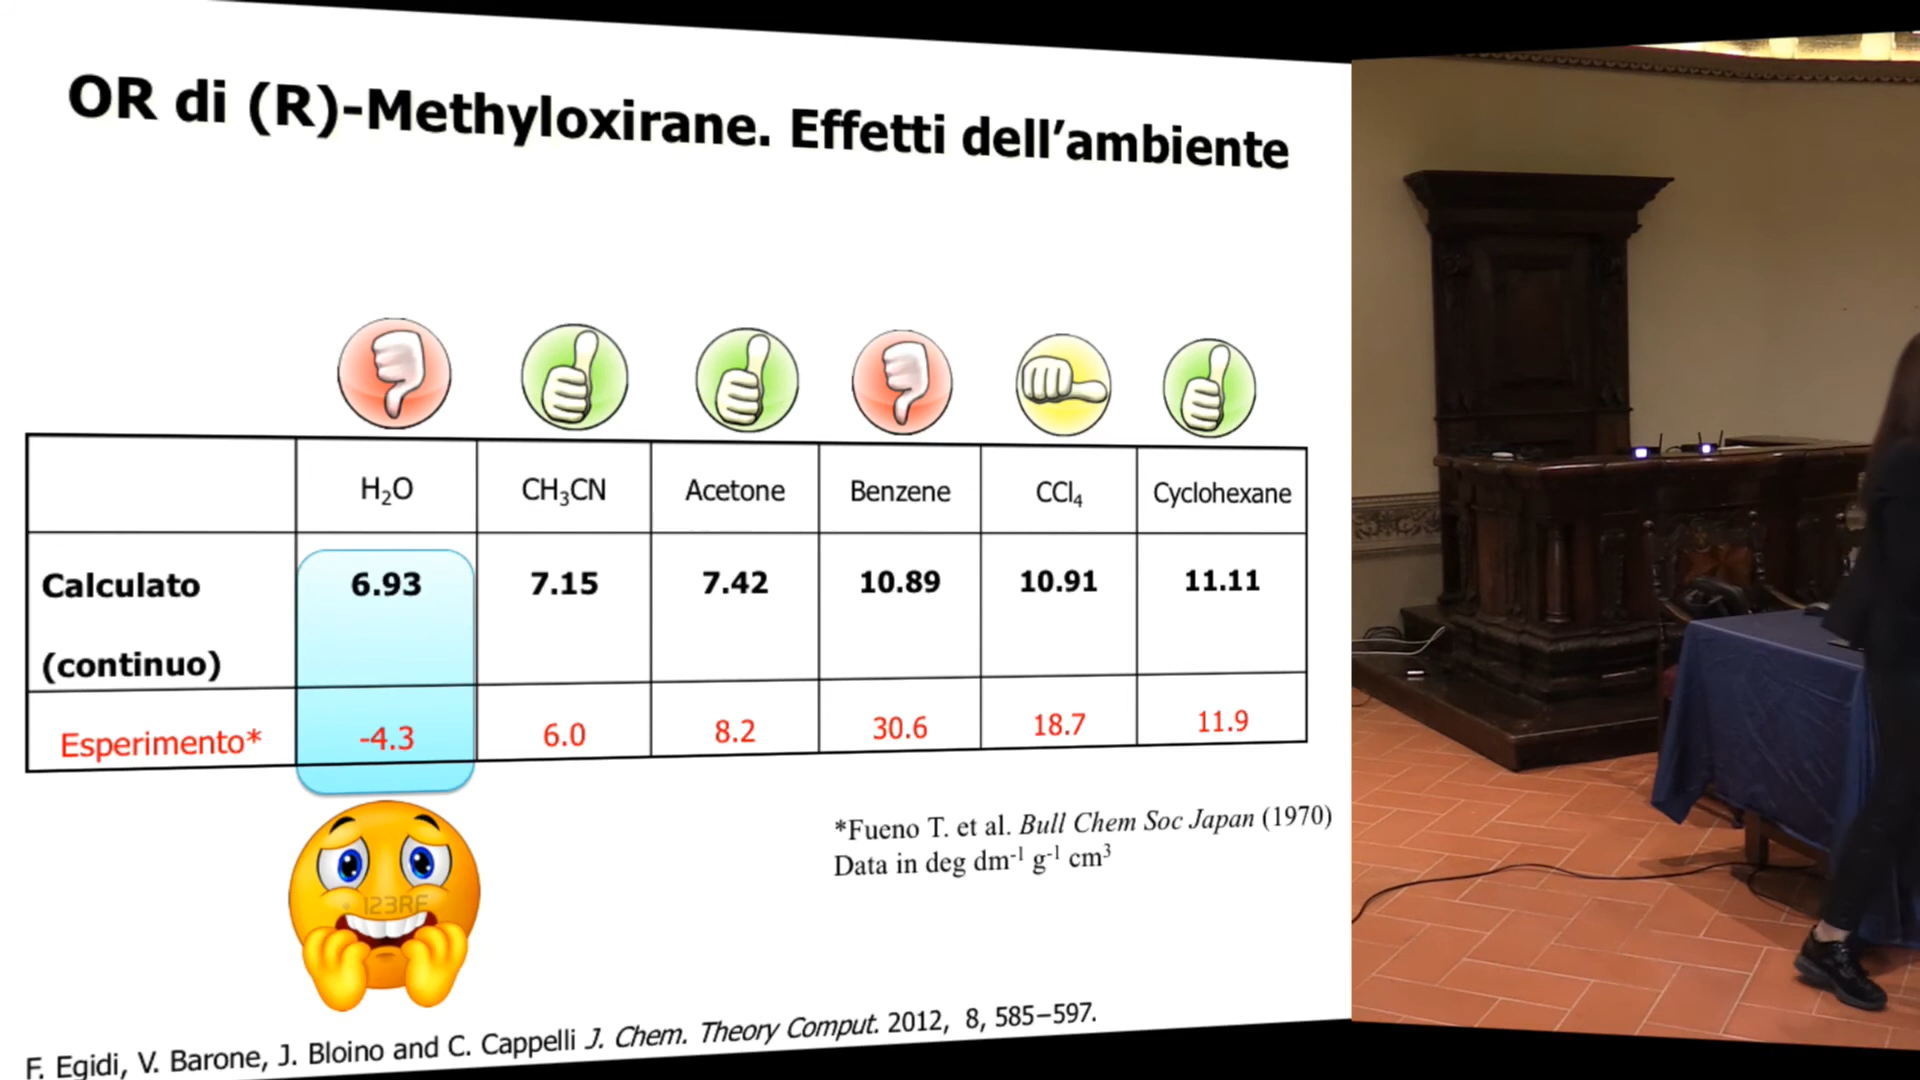 OR di (R)-Methyloxirane. Effetti dell'ambiente
H₂O CH₃CN Acetone Benzene CCl₄ Cyclohexane
Calculato (continuo) 6.93 7.15 7.42 10.89 10.91 11.11
Esperimento* -4.3 6.0 8.2 30.6 18.7 11.9
*Fueno T. et al. Bull Chem Soc Japan (1970)
Data in deg dm⁻¹ g⁻¹ cm³
123RF
F. Egidi, V. Barone, J. Bloino and C. Cappelli J. Chem. Theory Comput. 2012, 8, 585–597.